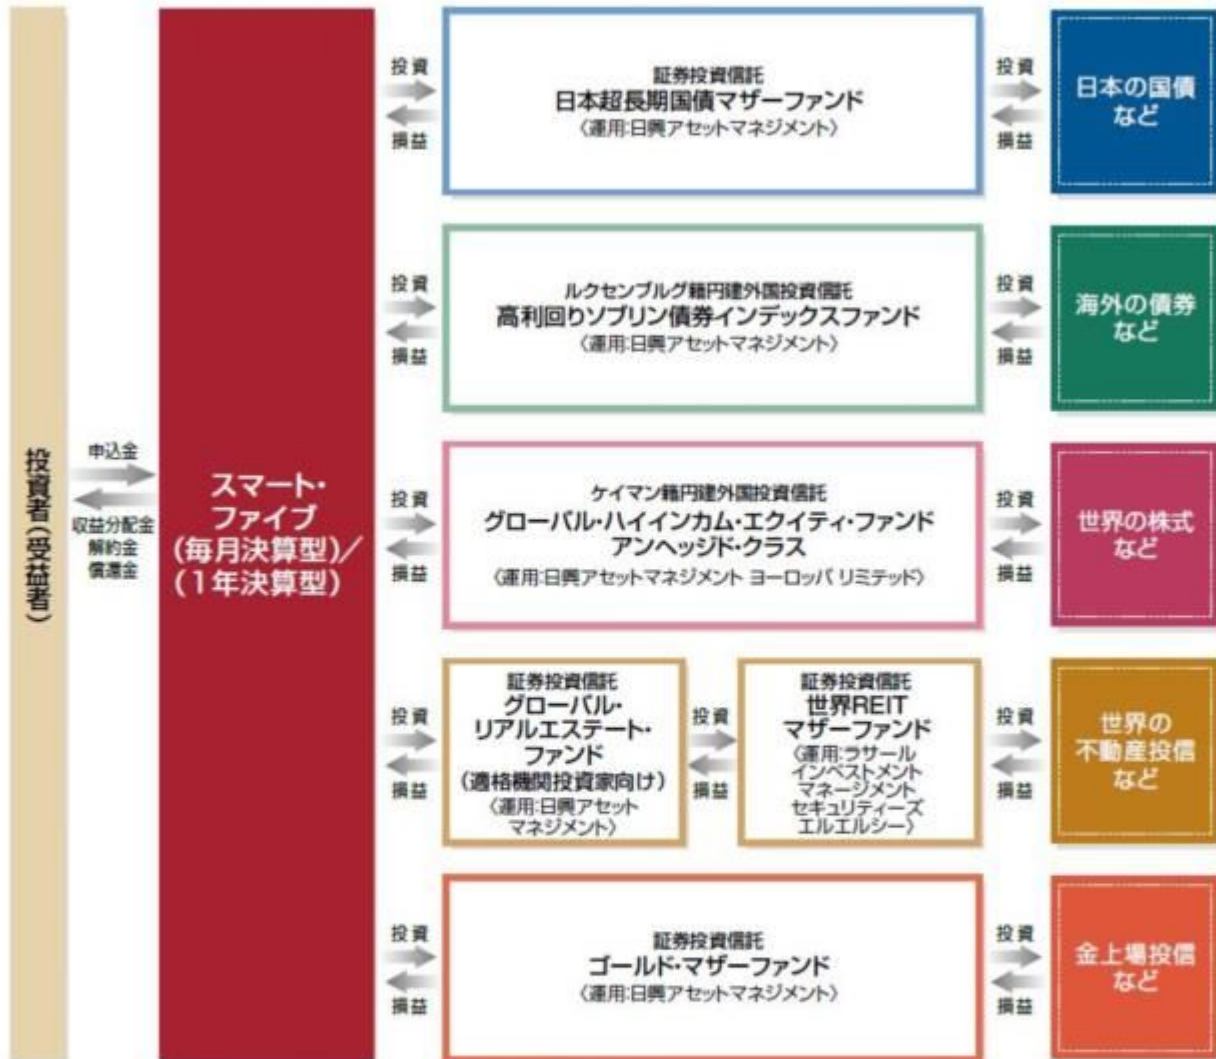 投資者(受益者)
申込金
収益分配金
解約金
償還金
スマート・
ファイブ
(毎月決算型)/
(1年決算型)
投資
損益
証券投資信託
日本超長期国債マザーファンド
〈運用:日興アセットマネジメント〉
投資
損益
日本の国債
など
投資
損益
ルクセンブルグ籍円建外国投資信託
高利回りソブリン債券インデックスファンド
〈運用:日興アセットマネジメント〉
投資
損益
海外の債券
など
投資
損益
ケイマン籍円建外国投資信託
グローバル・ハイインカム・エクイティ・ファンド
アンヘッジド・クラス
〈運用:日興アセットマネジメント ヨーロッパ リミテッド〉
投資
損益
世界の株式
など
投資
損益
証券投資信託
グローバル・
リアルエステート・
ファンド
(適格機関投資家向け)
〈運用:日興アセット
マネジメント〉
投資
損益
証券投資信託
世界REIT
マザーファンド
〈運用:ラサール
インベストメント
マネージメント
セキュリティーズ
エルエルシー〉
投資
損益
世界の
不動産投信
など
投資
損益
証券投資信託
ゴールド・マザーファンド
〈運用:日興アセットマネジメント〉
投資
損益
金上場投信
など